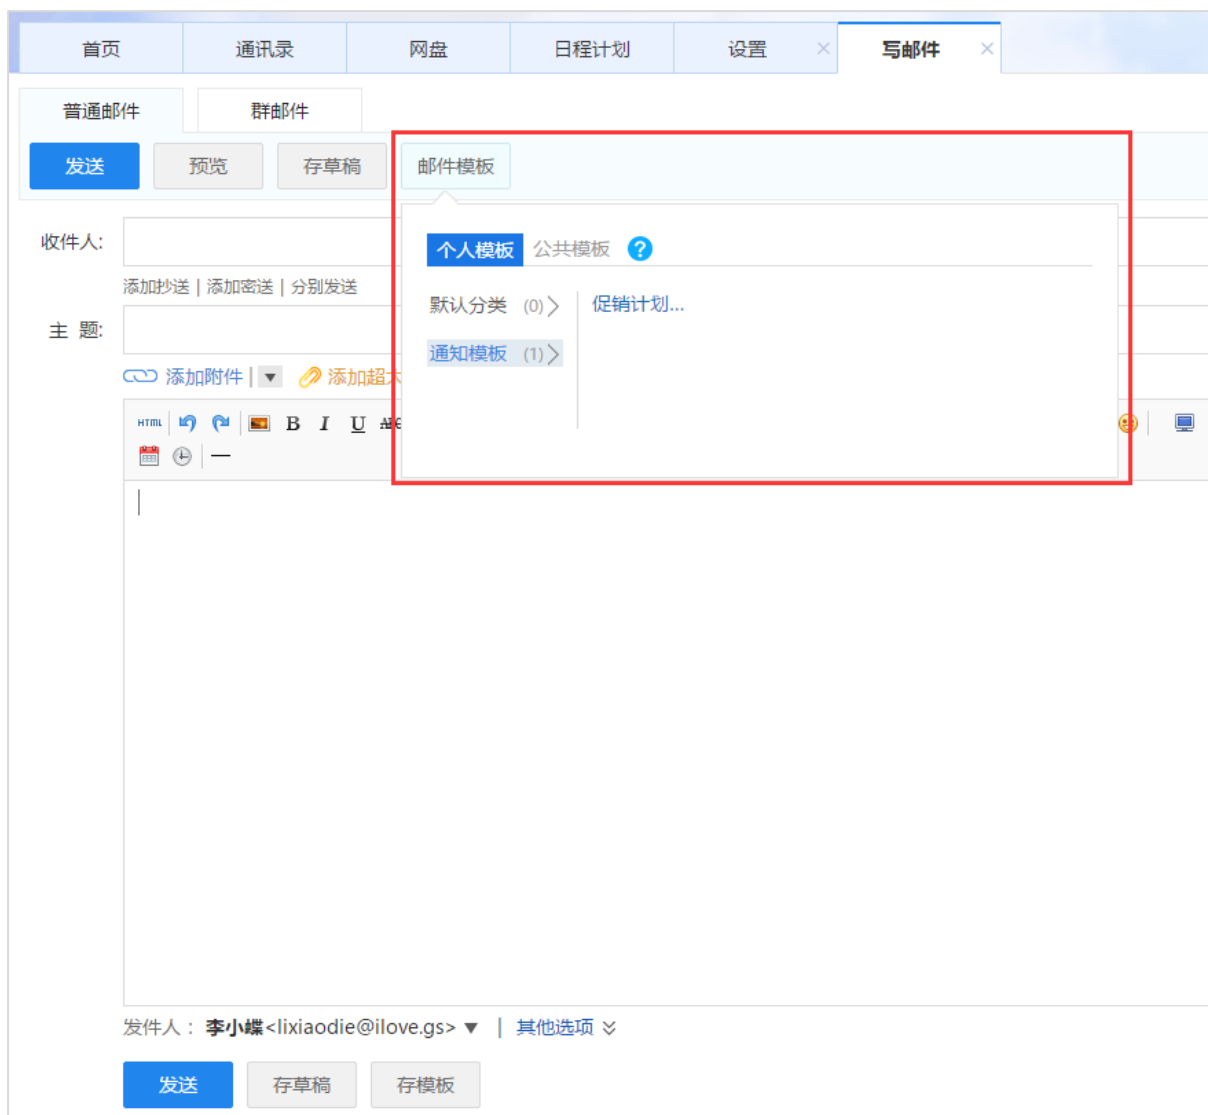 首页 通讯录 网盘 日程计划 设置 × 写邮件 ×
普通邮件 群邮件
发送 预览 存草稿 邮件模板
收件人:
个人模板 公共模板 ?
添加抄送 | 添加密送 | 分别发送
默认分类 (0) 促销计划...
主 题:
通知模板 (1)
添加附件 | ▼ 添加超大
HTML B I U ABC
发件人： 李小蝶<lixiaodie@ilove.gs> ▼ | 其他选项
发送 存草稿 存模板